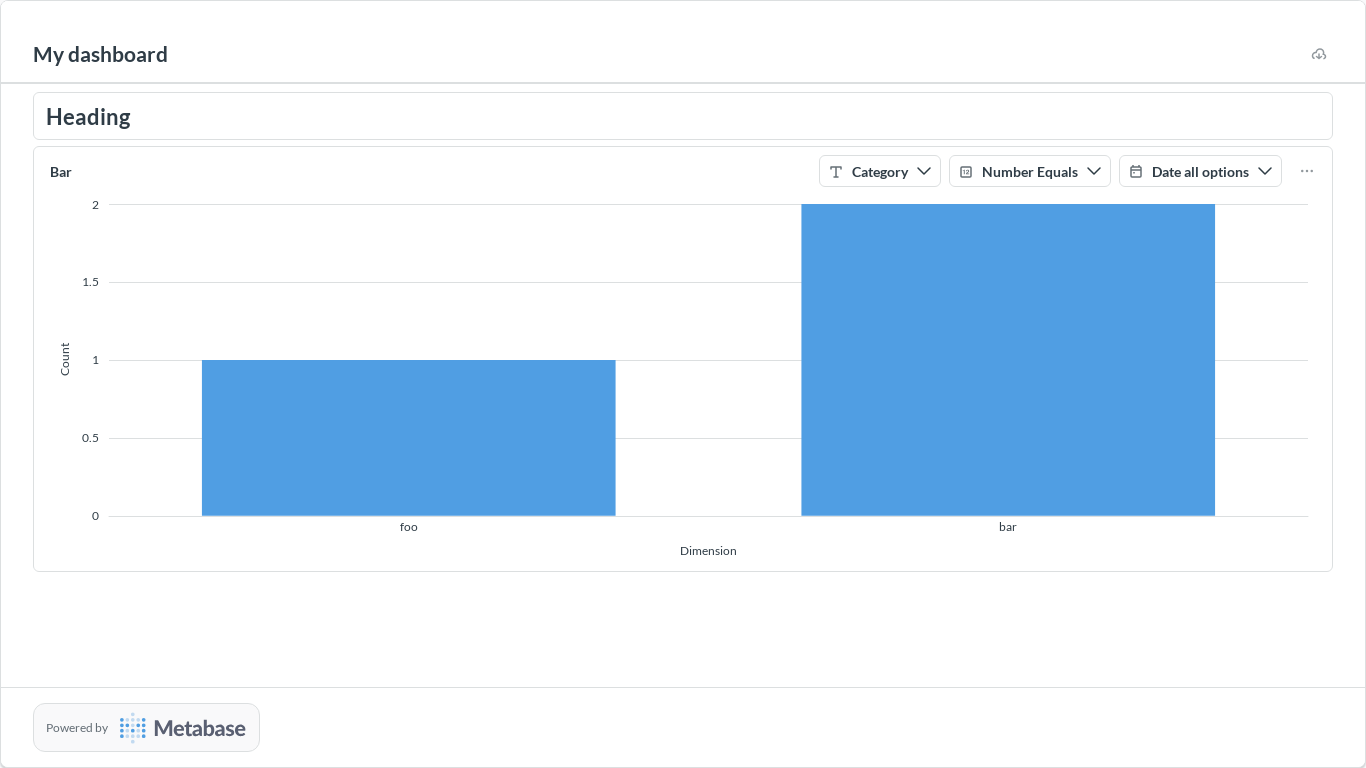 My dashboard
Heading
Bar
Category
Number Equals
Date all options
2
1.5
1
0.5
0
Count
foo
bar
Dimension
Powered by Metabase